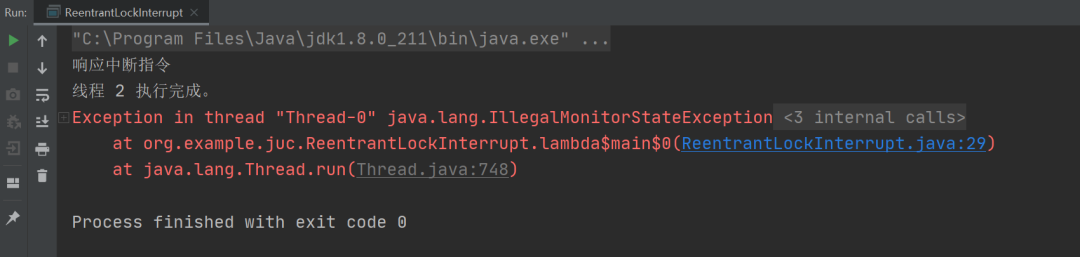 Run: ReentrantLockInterrupt
"C:\Program Files\Java\jdk1.8.0_211\bin\java.exe" ...
响应中断指令
线程 2 执行完成。
Exception in thread "Thread-0" java.lang.IllegalMonitorStateException <3 internal calls>
at org.example.juc.ReentrantLockInterrupt.lambda$main$0(ReentrantLockInterrupt.java:29)
at java.lang.Thread.run(Thread.java:748)
Process finished with exit code 0